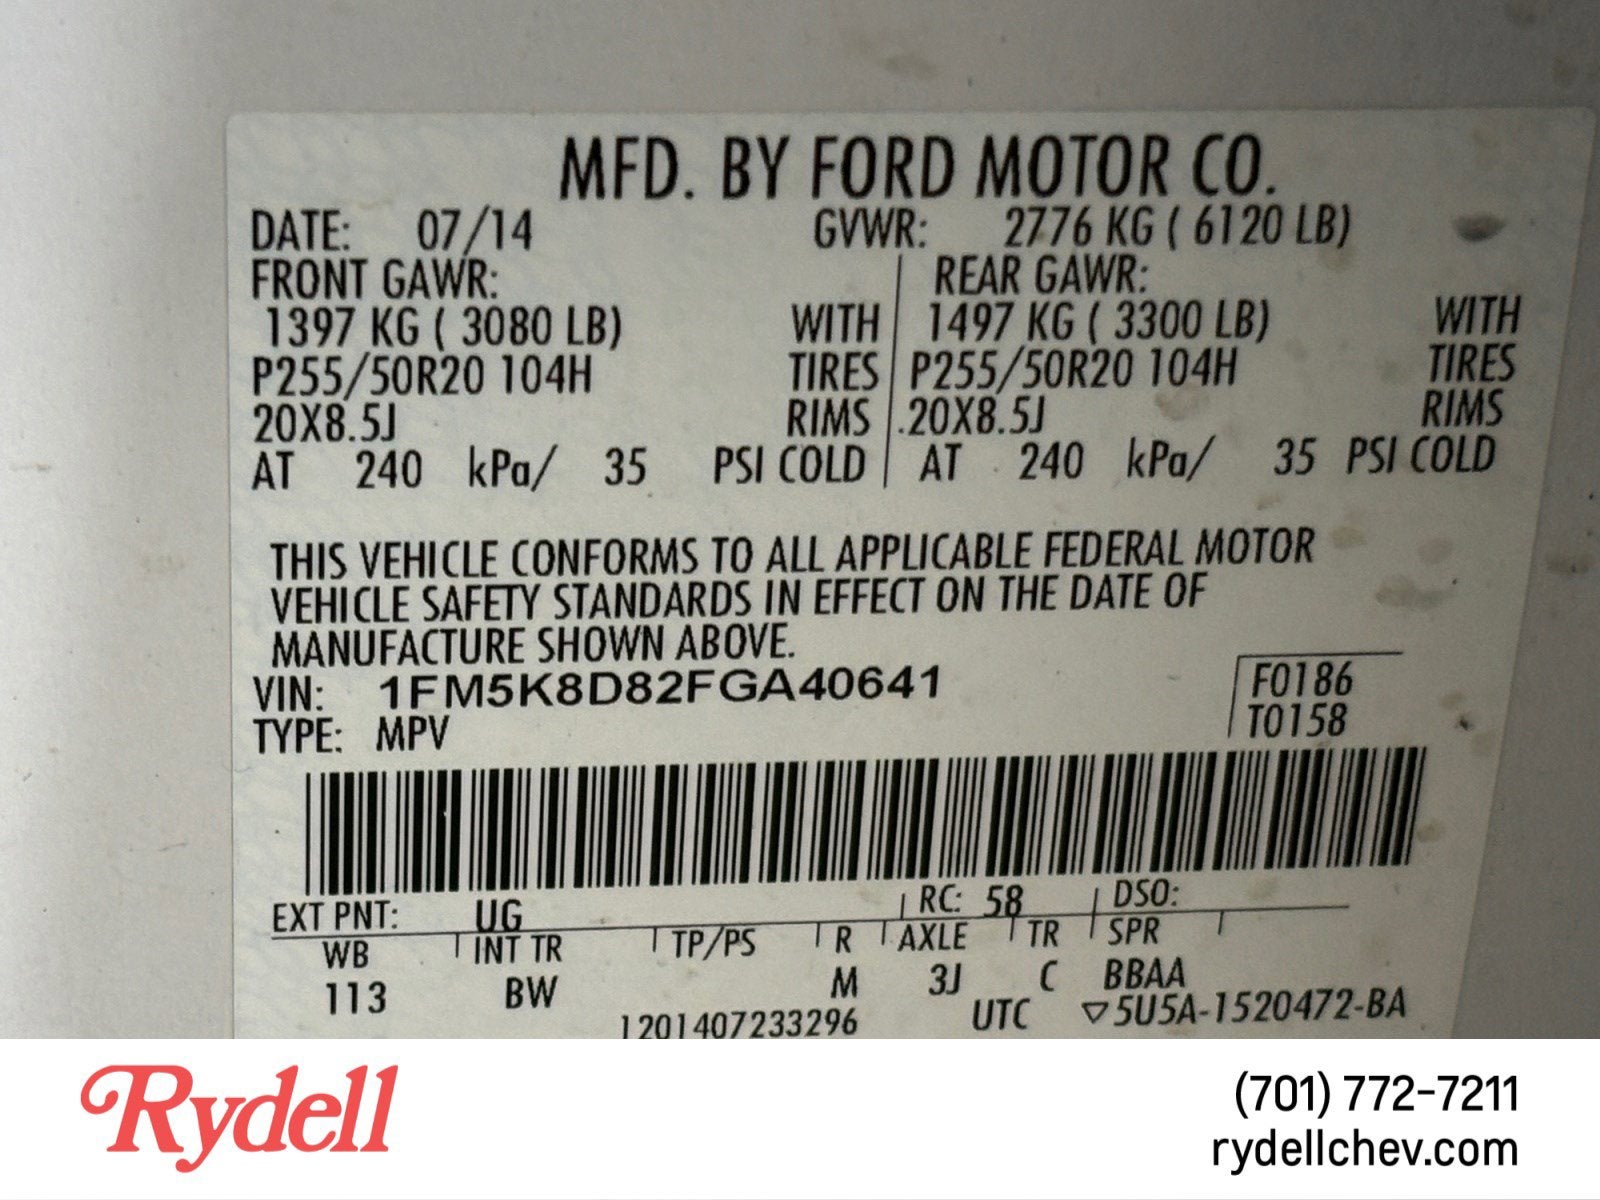 MFD. BY FORD MOTOR CO.
DATE: 07/14 GVWR: 2776 KG ( 6120 LB)
FRONT GAWR: REAR GAWR:
1397 KG ( 3080 LB) WITH 1497 KG ( 3300 LB) WITH
P255/50R20 104H TIRES P255/50R20 104H TIRES
20X8.5J RIMS 20X8.5J RIMS
AT 240 kPa/ 35 PSI COLD AT 240 kPa/ 35 PSI COLD
THIS VEHICLE CONFORMS TO ALL APPLICABLE FEDERAL MOTOR
VEHICLE SAFETY STANDARDS IN EFFECT ON THE DATE OF
MANUFACTURE SHOWN ABOVE.
VIN: 1FM5K8D82FGA40641 F0186
TYPE: MPV T0158
EXT PNT: UG RC: 58 DSO:
WB INT TR TP/PS R AXLE TR SPR
113 BW M 3J C BBAA
1201407233296 UTC ▽5U5A-1520472-BA
Rydell
(701) 772-7211
rydellchev.com